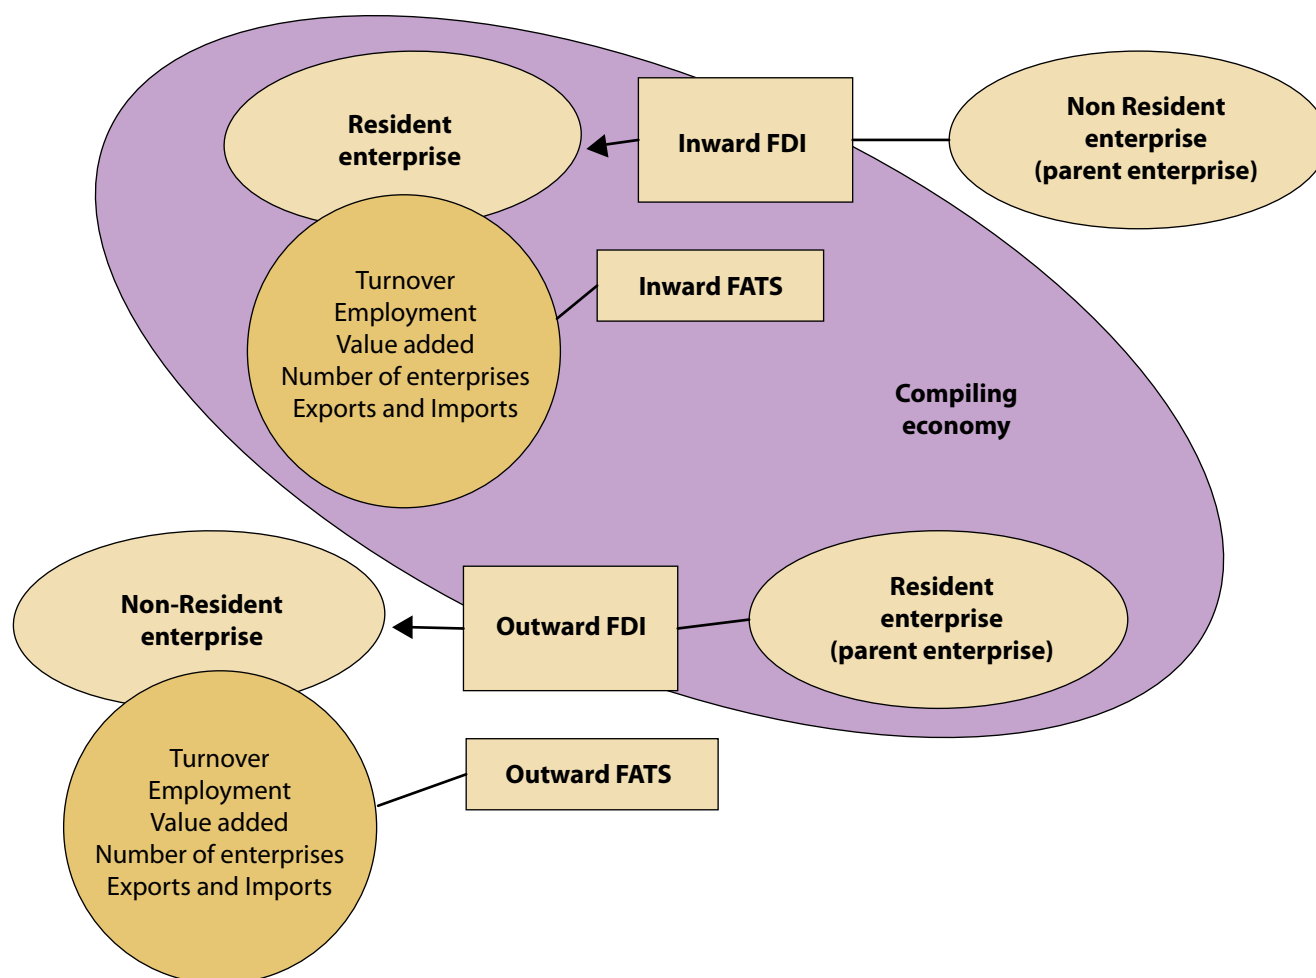 Resident
enterprise
Inward FDI
Non Resident
enterprise
(parent enterprise)
Turnover
Employment
Value added
Number of enterprises
Exports and Imports
Inward FATS
Compiling
economy
Non-Resident
enterprise
Outward FDI
Resident
enterprise
(parent enterprise)
Turnover
Employment
Value added
Number of enterprises
Exports and Imports
Outward FATS